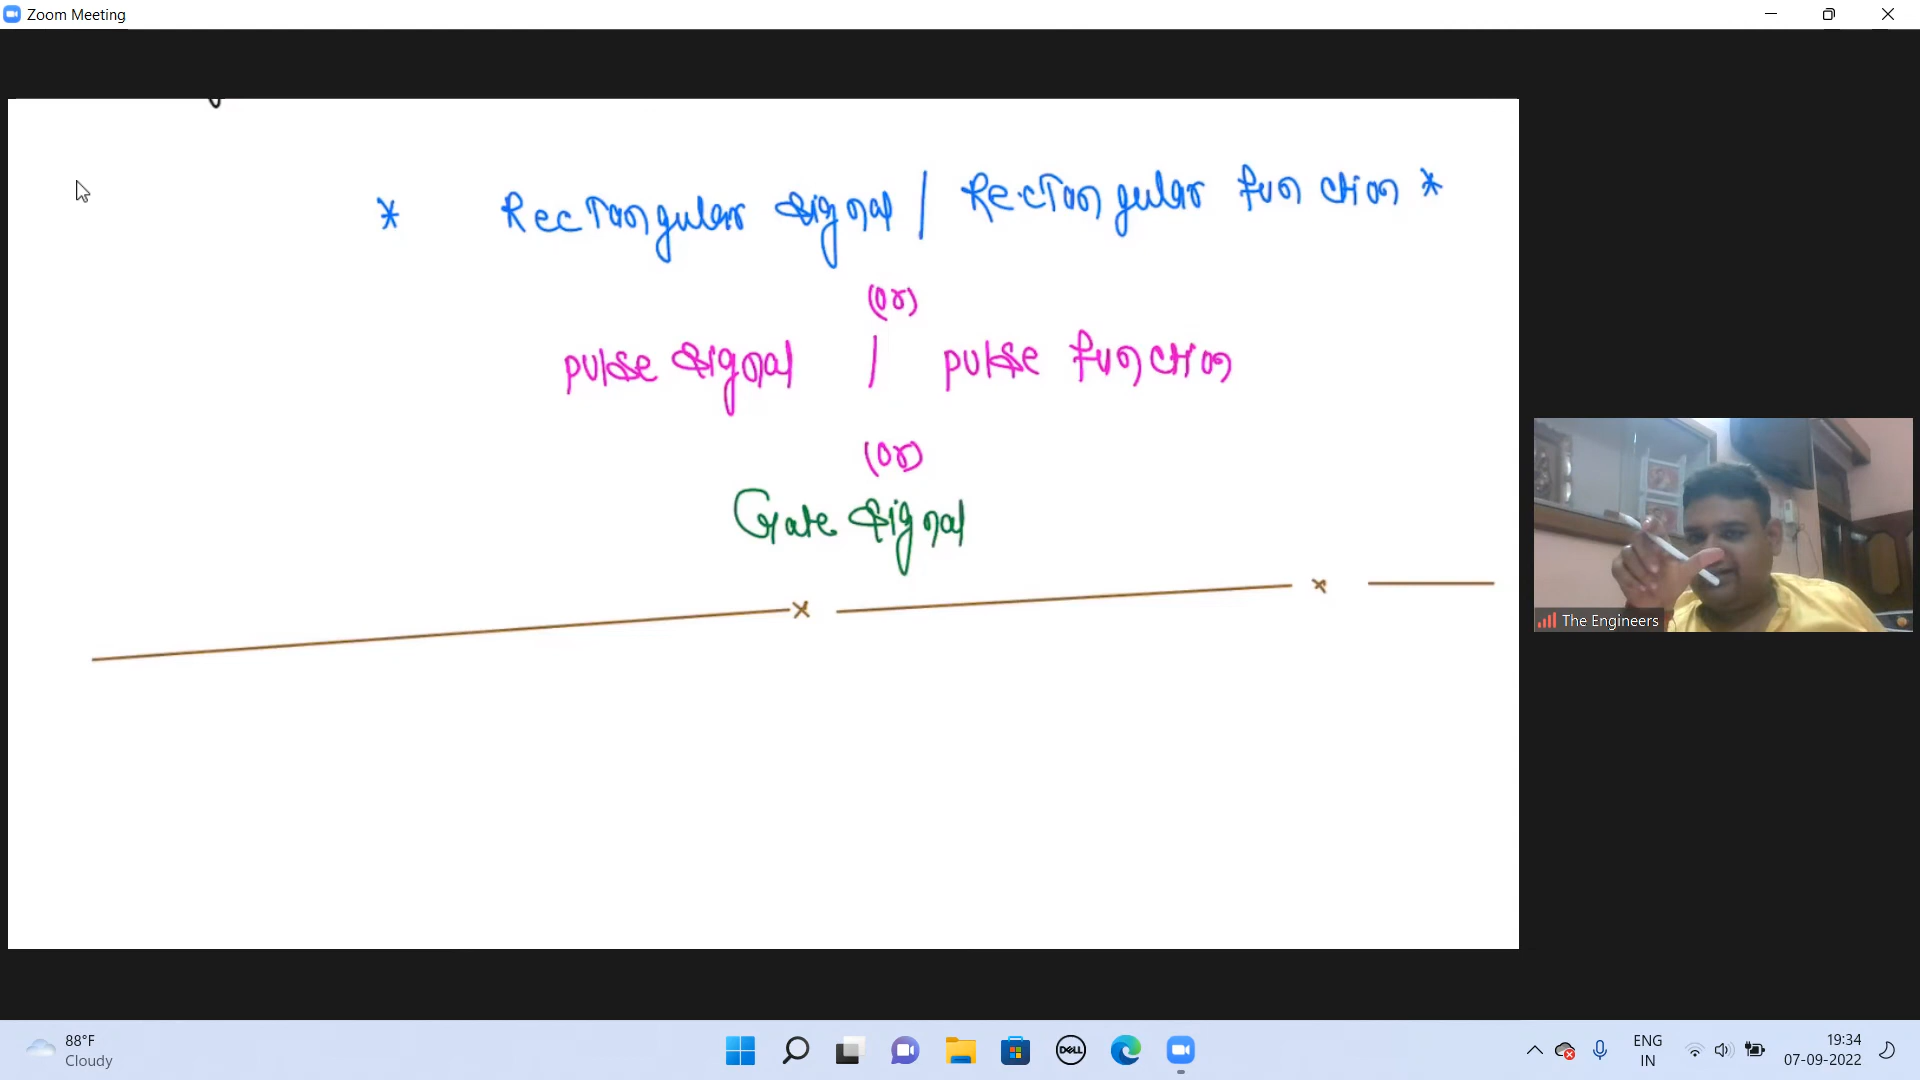 Zoom Meeting
* Rectangular signal / Rectangular function *
(or)
pulse signal / pulse function
(or)
Gate signal
x x
The Engineers
88°F
Cloudy
DELL
ENG
IN
19:34
07-09-2022